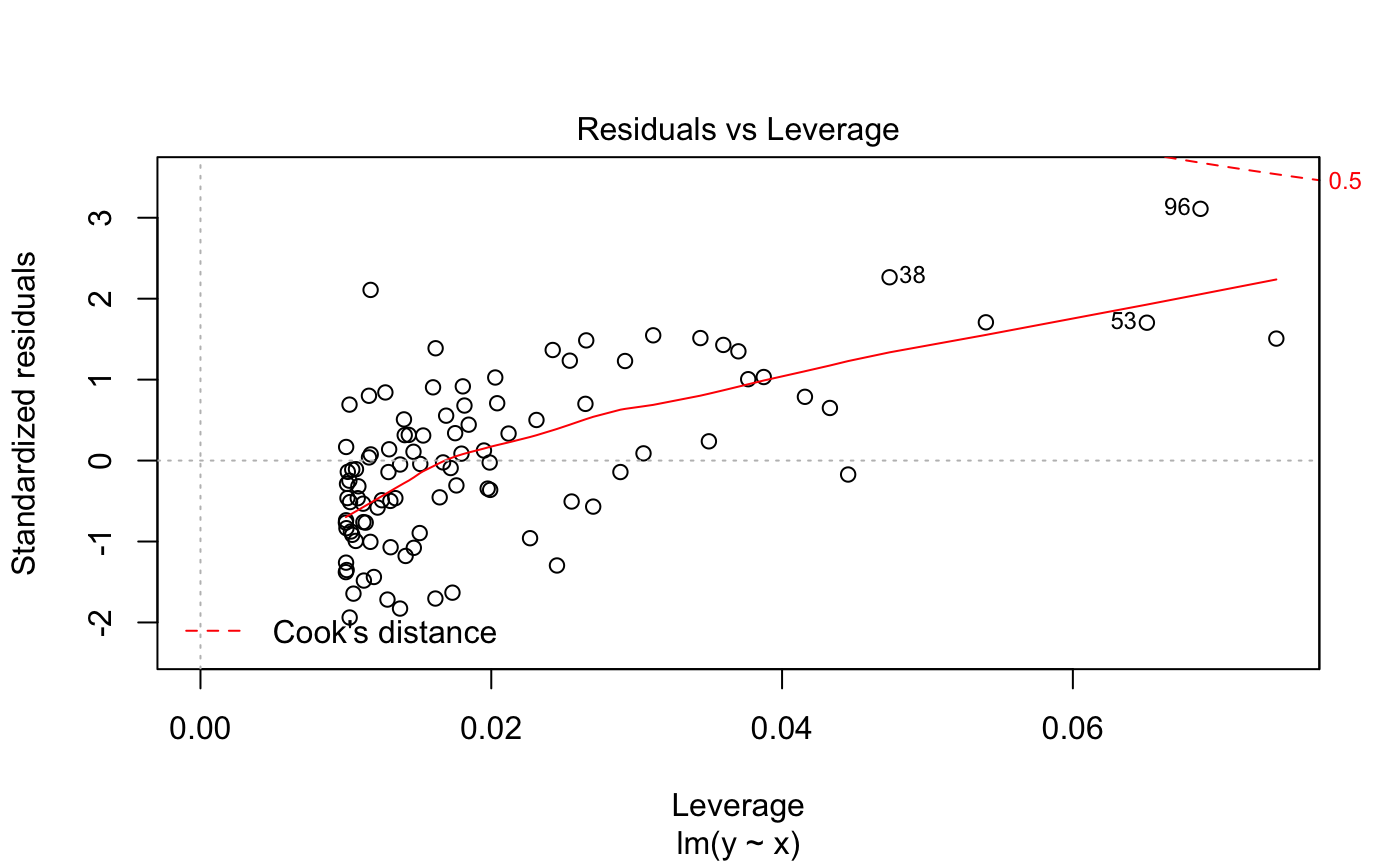 Residuals vs Leverage
Standardized residuals
3
2
1
0
-1
-2
0.5
96
38
53
Cook's distance
0.00 0.02 0.04 0.06
Leverage
lm(y ~ x)